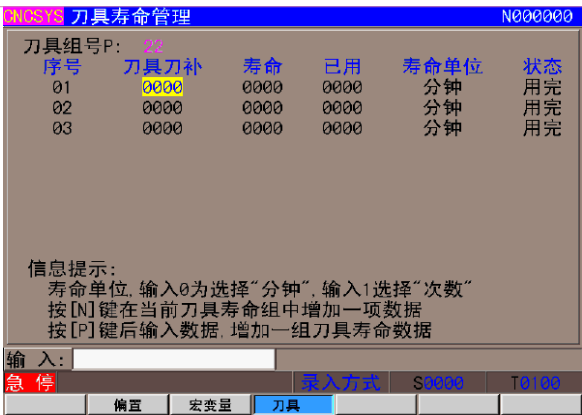 CNCSYS 刀具寿命管理 N000000
刀具组号P: 22
序号 刀具刀补 寿命 已用 寿命单位 状态
01 0000 0000 0000 分钟 用完
02 0000 0000 0000 分钟 用完
03 0000 0000 0000 分钟 用完
信息提示:
寿命单位,输入0为选择"分钟",输入1选择"次数"
按[N]键在当前刀具寿命组中增加一项数据
按[P]键后输入数据,增加一组刀具寿命数据
输 入:
急 停 录入方式 S0000 T0100
偏置 宏变量 刀具